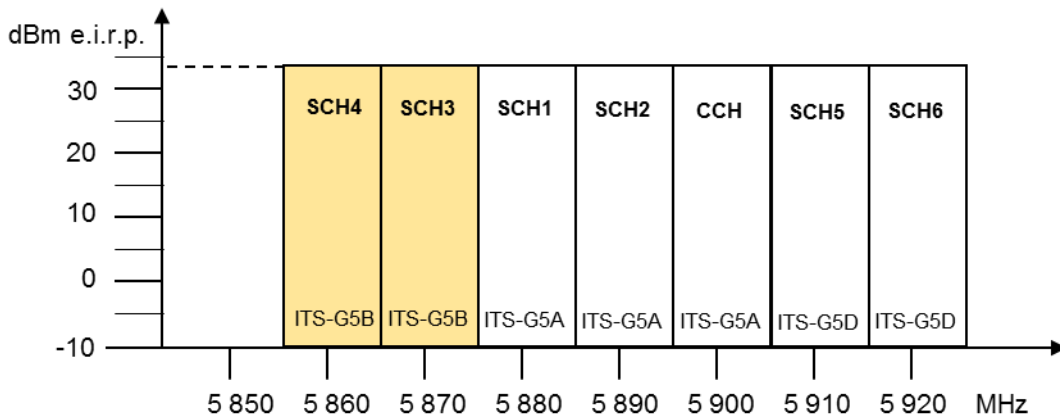 dBm e.i.r.p.
30
20
10
0
-10
SCH4 SCH3 SCH1 SCH2 CCH SCH5 SCH6
ITS-G5B ITS-G5B ITS-G5A ITS-G5A ITS-G5A ITS-G5D ITS-G5D
5 850 5 860 5 870 5 880 5 890 5 900 5 910 5 920 MHz